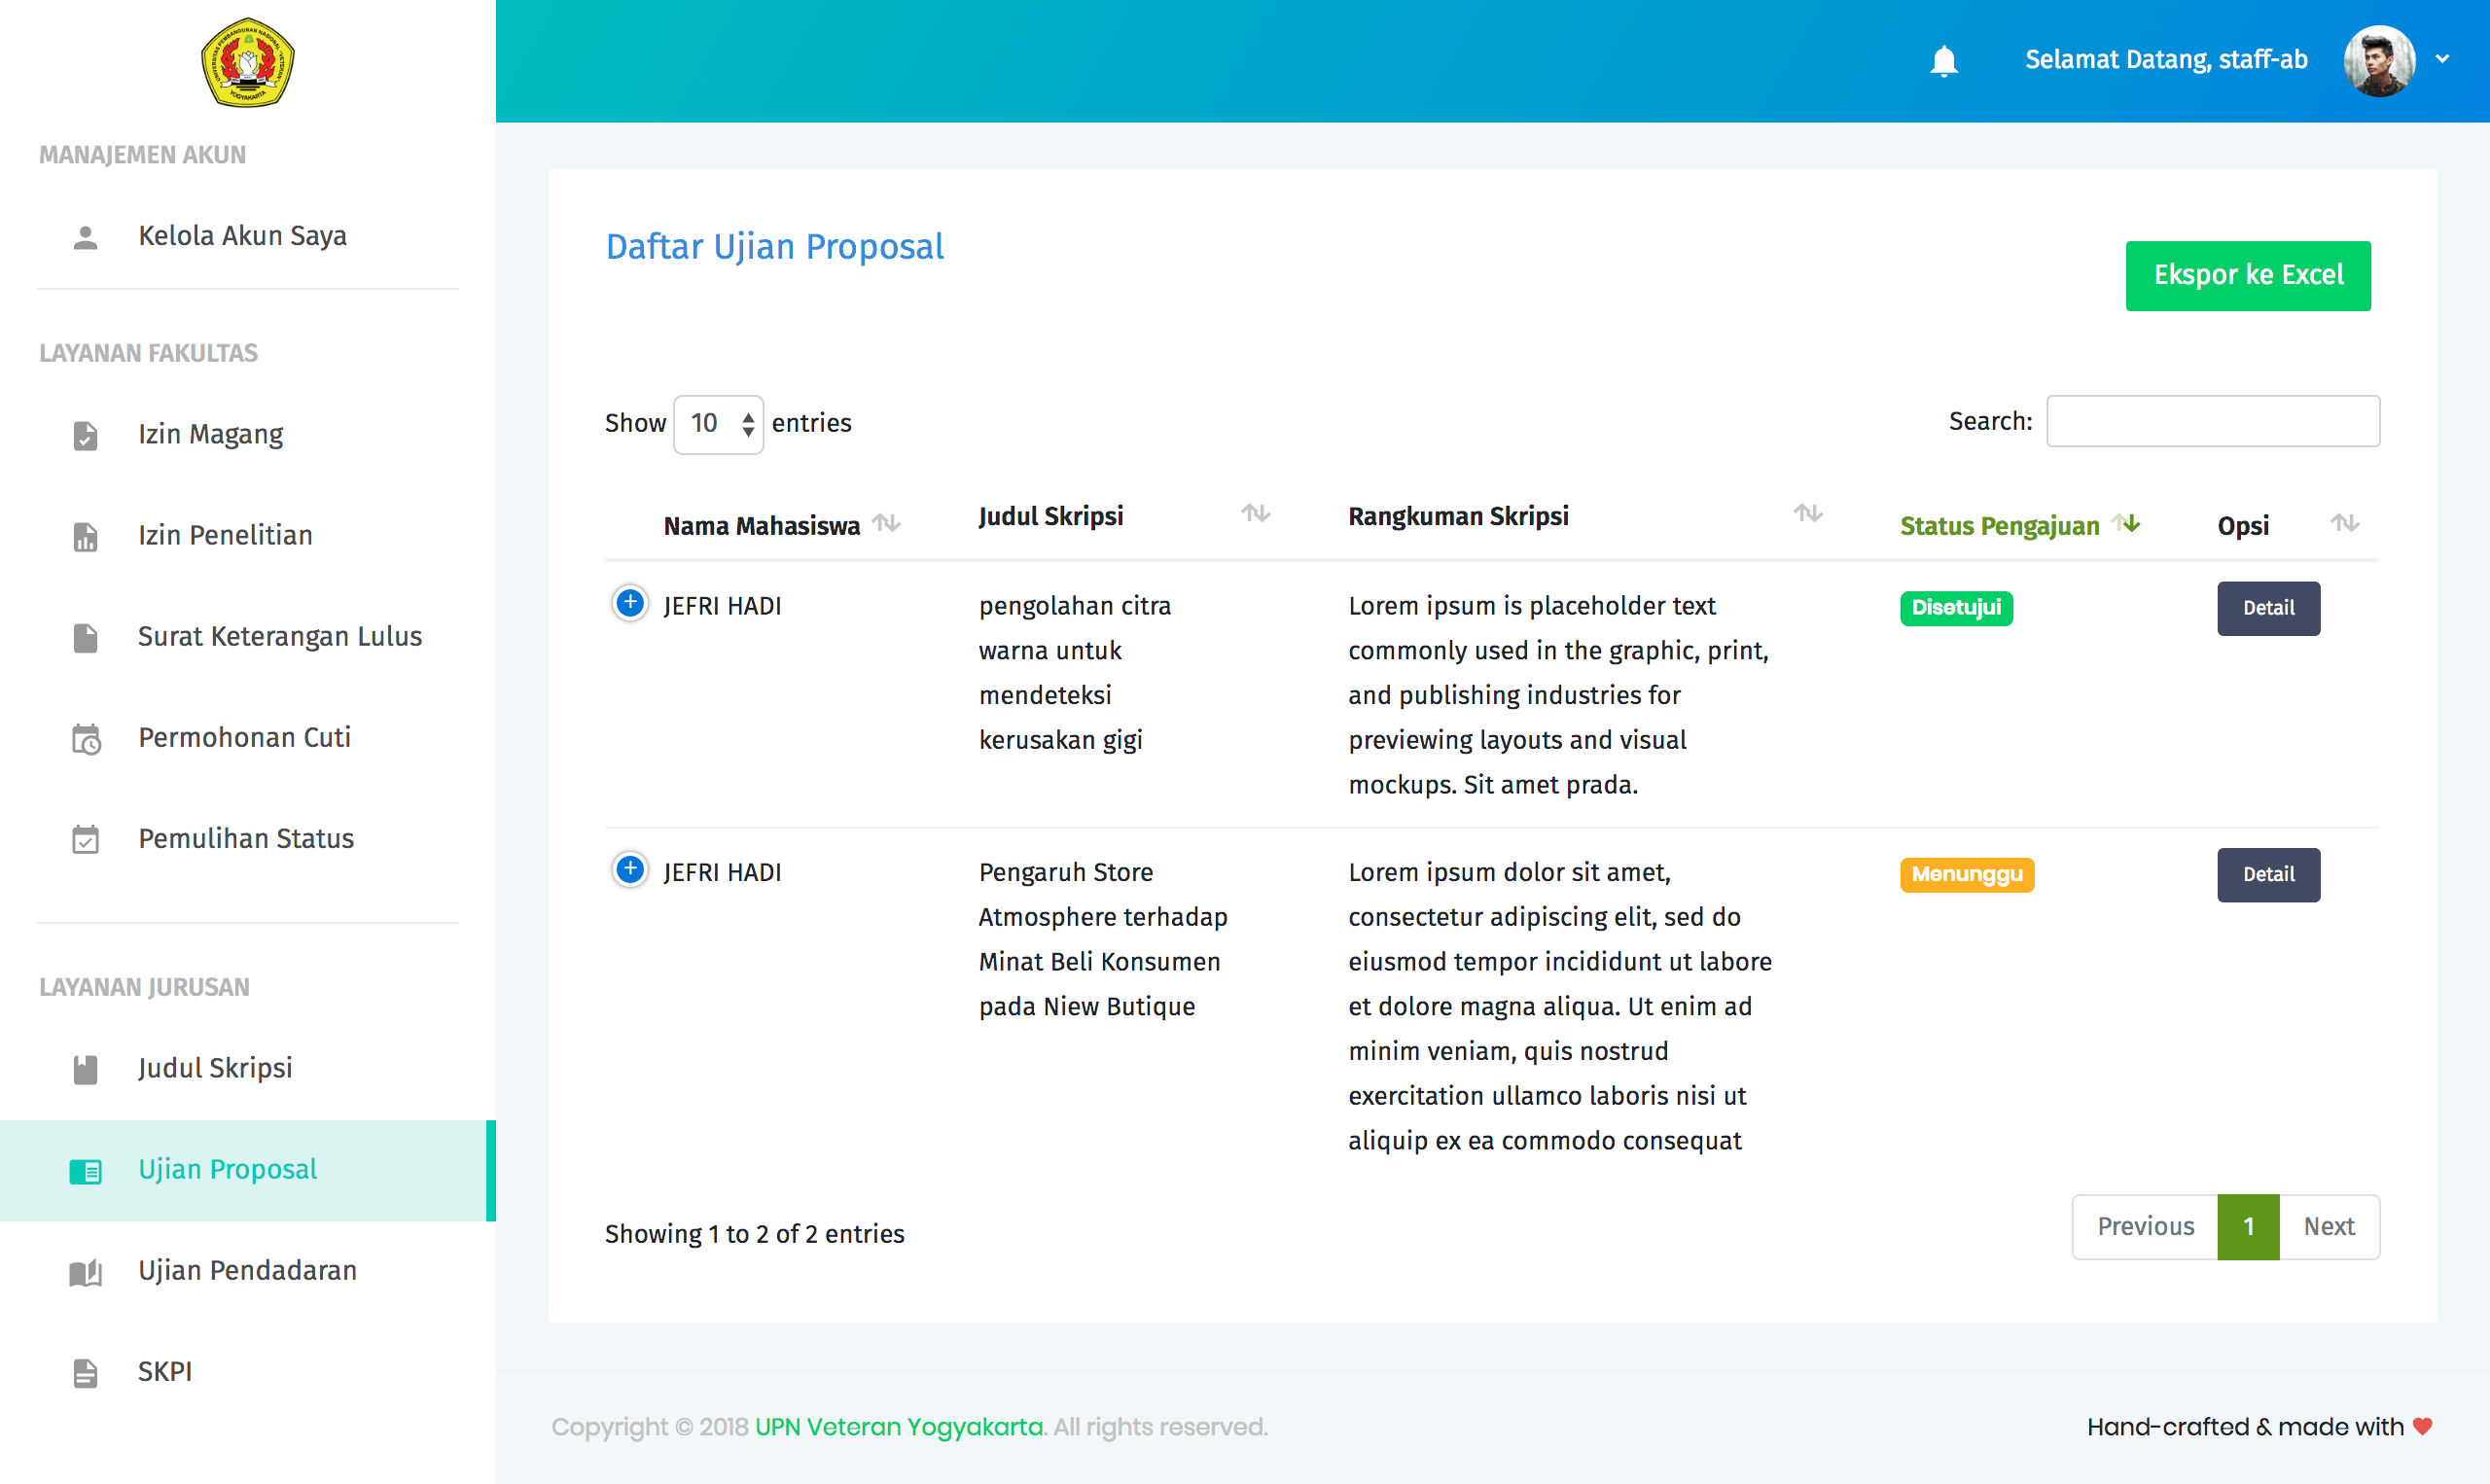 UNIVERSITAS PEMBANGUNAN NASIONAL "VETERAN"
YOGYAKARTA
Selamat Datang, staff-ab
MANAJEMEN AKUN
Kelola Akun Saya
LAYANAN FAKULTAS
Izin Magang
Izin Penelitian
Surat Keterangan Lulus
Permohonan Cuti
Pemulihan Status
LAYANAN JURUSAN
Judul Skripsi
Ujian Proposal
Ujian Pendadaran
SKPI
Daftar Ujian Proposal
Ekspor ke Excel
Show 10 entries
Search:
Nama Mahasiswa Judul Skripsi Rangkuman Skripsi Status Pengajuan Opsi
JEFRI HADI
pengolahan citra
warna untuk
mendeteksi
kerusakan gigi
Lorem ipsum is placeholder text
commonly used in the graphic, print,
and publishing industries for
previewing layouts and visual
mockups. Sit amet prada.
Disetujui
Detail
JEFRI HADI
Pengaruh Store
Atmosphere terhadap
Minat Beli Konsumen
pada Niew Butique
Lorem ipsum dolor sit amet,
consectetur adipiscing elit, sed do
eiusmod tempor incididunt ut labore
et dolore magna aliqua. Ut enim ad
minim veniam, quis nostrud
exercitation ullamco laboris nisi ut
aliquip ex ea commodo consequat
Menunggu
Detail
Showing 1 to 2 of 2 entries
Previous 1 Next
Copyright © 2018 UPN Veteran Yogyakarta. All rights reserved.
Hand-crafted & made with